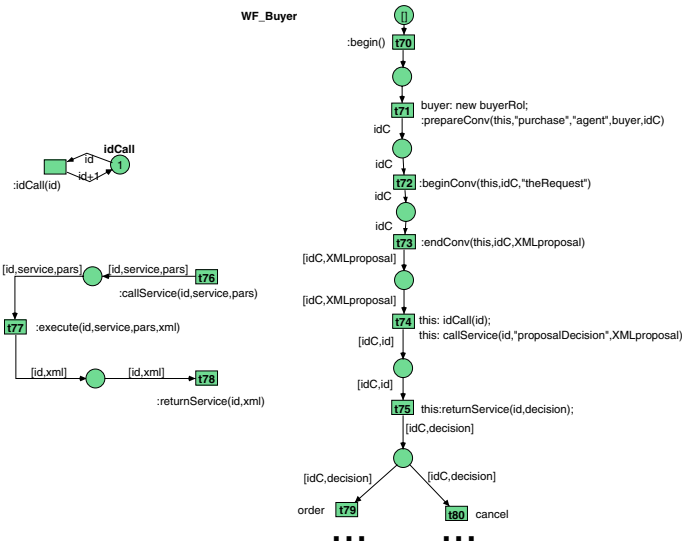 WF_Buyer
[]
:begin()
t70
t71
buyer: new buyerRol;
:prepareConv(this,"purchase","agent",buyer,idC)
idC
idCall
id
1
id+1
:idCall(id)
idC
t72
:beginConv(this,idC,"theRequest")
idC
idC
t73
:endConv(this,idC,XMLproposal)
[idC,XMLproposal]
[id,service,pars]
[id,service,pars]
t76
:callService(id,service,pars)
[idC,XMLproposal]
t77
:execute(id,service,pars,xml)
t74
this: idCall(id);
this: callService(id,"proposalDecision",XMLproposal)
[idC,id]
[id,xml]
[id,xml]
t78
:returnService(id,xml)
[idC,id]
t75
this:returnService(id,decision);
[idC,decision]
[idC,decision]
[idC,decision]
order
t79
t80
cancel
...
...